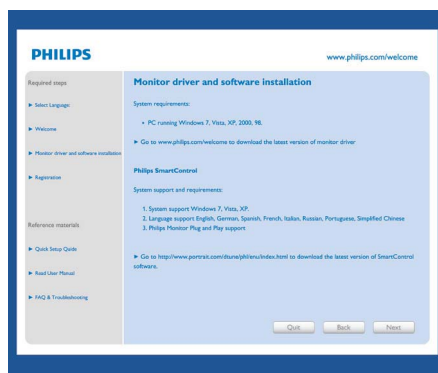 PHILIPS
www.philips.com/welcome
Required steps
► Select Language
► Welcome
► Monitor driver and software installation
► Registration
Reference materials
► Quick Setup Quide
► Read User Manual
► FAQ & Troubleshooting
Monitor driver and software installation
System requirements:
• PC running Windows 7, Vista, XP, 2000, 98.
► Go to www.philips.com/welcome to download the latest version of monitor driver
Philips SmartControl
System support and requirements:
1. System support Windows 7, Vista, XP.
2. Language support English, German, Spanish, French, Italian, Russian, Portuguese, Simplified Chinese
3. Philips Monitor Plug and Play support
► Go to http://www.portrait.com/dtune/phl/enu/index.html to download the latest version of SmartControl
software.
Quit
Back
Next